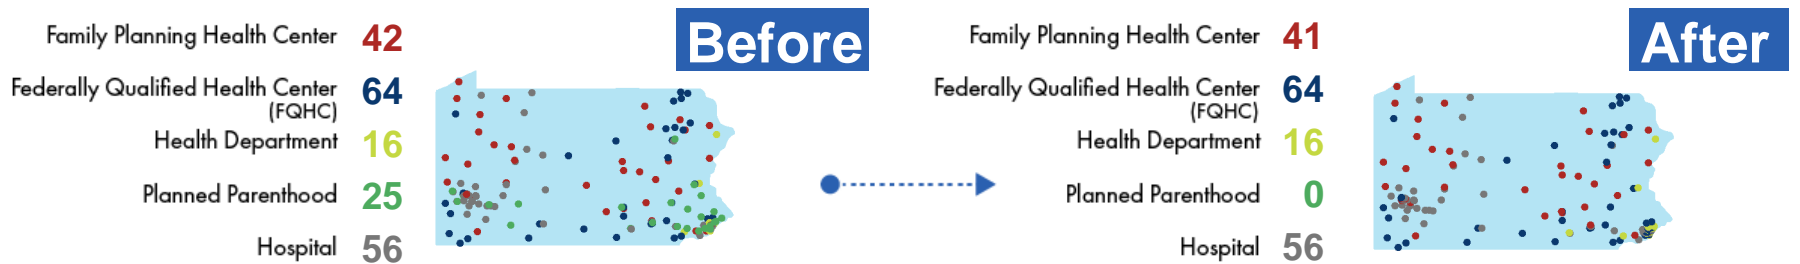 Before
Family Planning Health Center 42
Federally Qualified Health Center 64
(FQHC)
Health Department 16
Planned Parenthood 25
Hospital 56
After
Family Planning Health Center 41
Federally Qualified Health Center 64
(FQHC)
Health Department 16
Planned Parenthood 0
Hospital 56